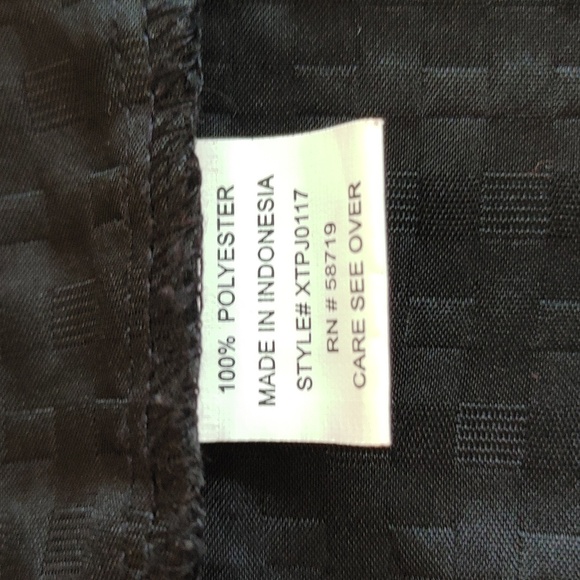 100% POLYESTER
MADE IN INDONESIA
STYLE# XTPJ0117
RN # 58719
CARE SEE OVER